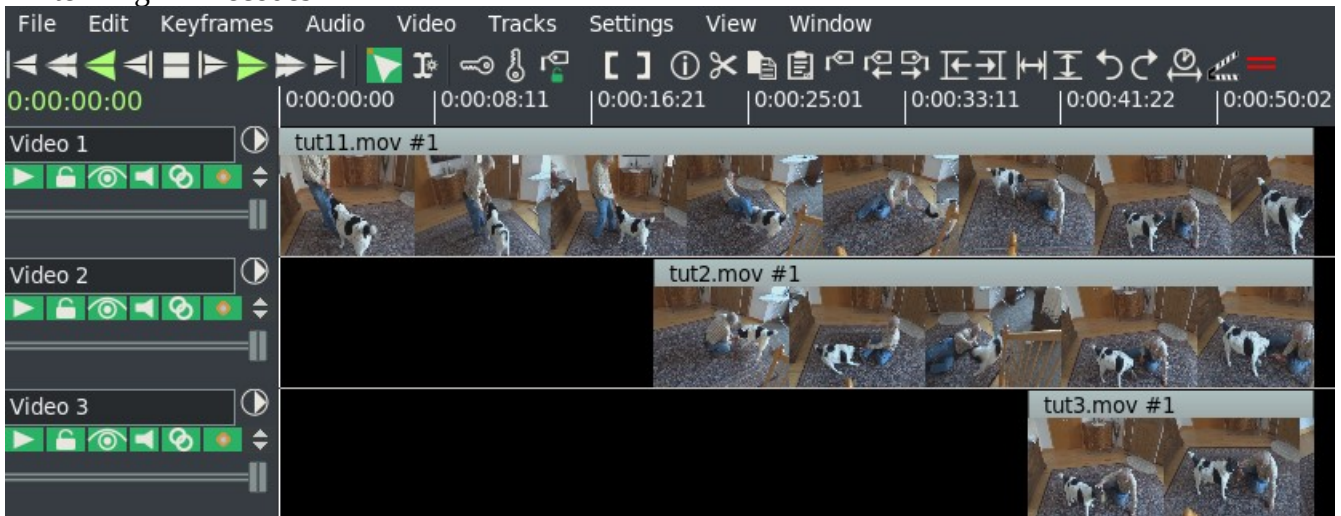 File Edit Keyframes Audio Video Tracks Settings View Window
0:00:00:00 0:00:00:00 0:00:08:11 0:00:16:21 0:00:25:01 0:00:33:11 0:00:41:22 0:00:50:02
Video 1 tut11.mov #1
Video 2 tut2.mov #1
Video 3 tut3.mov #1